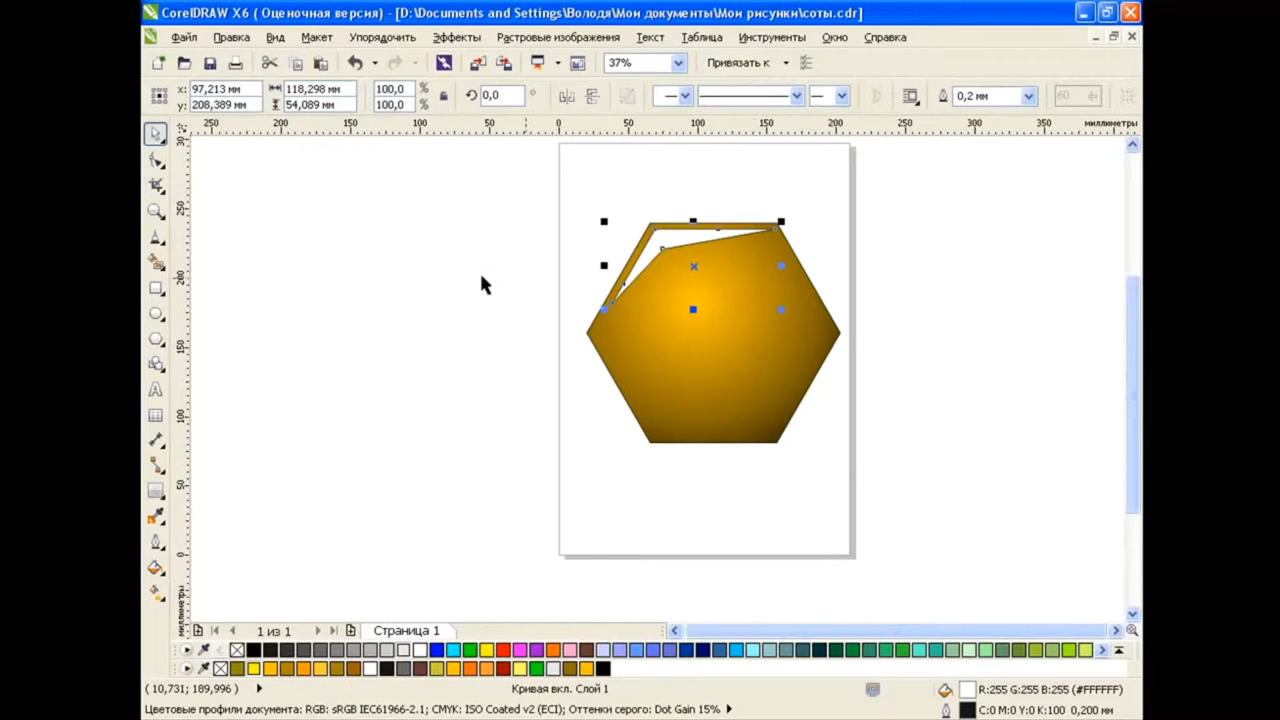 CorelDRAW X6 ( Оценочная версия) - [D:\Documents and Settings\Володя\Мои документы\Мои рисунки\соты.cdr]
Файл Правка Вид Макет Упорядочить Эффекты Растровые изображения Текст Таблица Инструменты Окно Справка
37% Привязать к
x: 97,213 мм 118,298 mm 100,0 %
y: 208,389 мм 54,089 mm 100,0 %
0,0 °
0,2 мм
60
250 200 150 100 50 0 50 100 150 200 250 300 350 миллиметры
30
250
200
150
100
50
0
миллиметры
1 из 1 Страница 1
( 10,731; 189,996 ) Кривая вкл. Слой 1 R:255 G:255 B:255 (#FFFFFF)
Цветовые профили документа: RGB: sRGB IEC61966-2.1; CMYK: ISO Coated v2 (ECI); Оттенки серого: Dot Gain 15% C:0 M:0 Y:0 K:100 0,200 mm